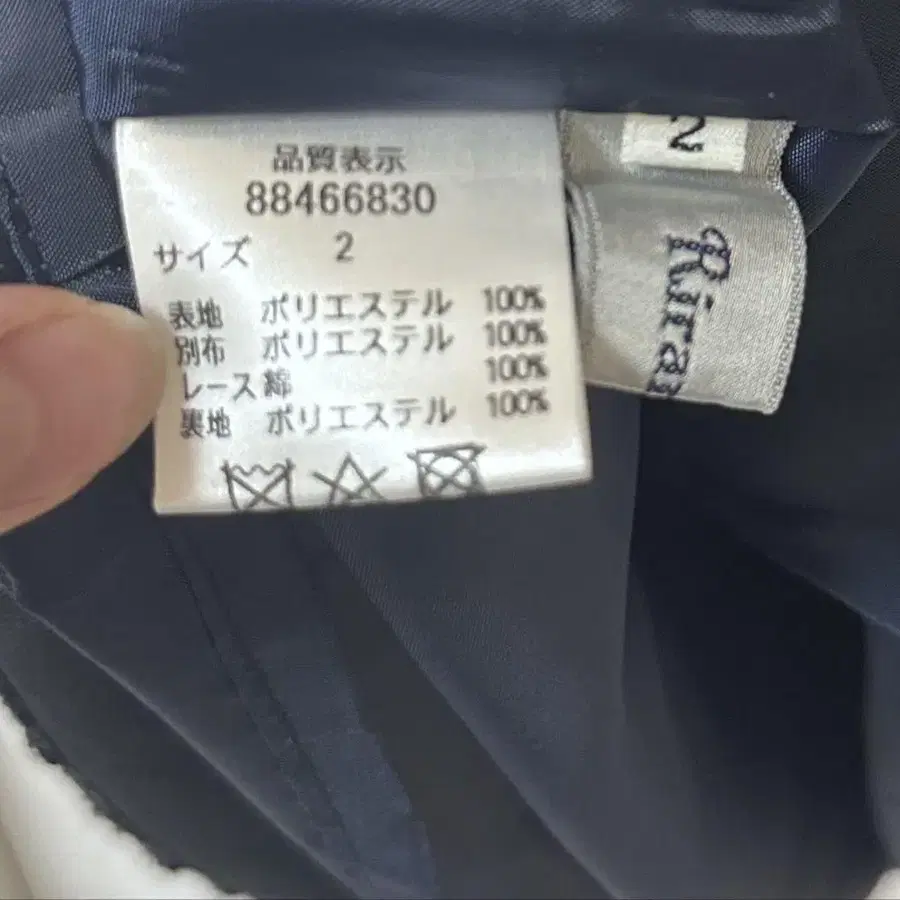 品質表示
88466830
サイズ 2
表地 ポリエステル 100%
別布 ポリエステル 100%
レース 綿 100%
裏地 ポリエステル 100%
2